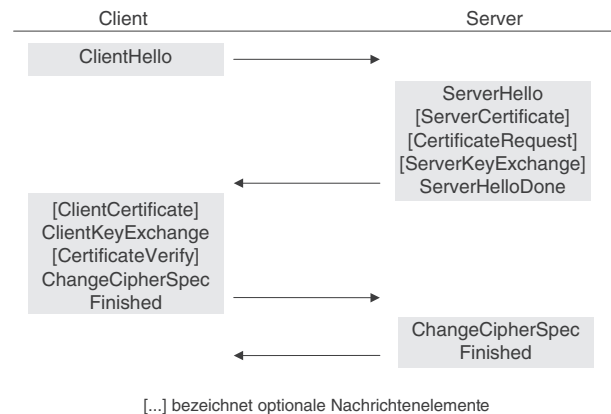 Client
Server
ClientHello
ServerHello
[ServerCertificate]
[CertificateRequest]
[ServerKeyExchange]
ServerHelloDone
[ClientCertificate]
ClientKeyExchange
[CertificateVerify]
ChangeCipherSpec
Finished
ChangeCipherSpec
Finished
[...] bezeichnet optionale Nachrichtenelemente